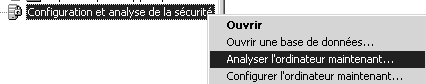 Configuration et analyse de la sécurité
Ouvrir
Ouvrir une base de données...
Analyser l'ordinateur maintenant...
Configurer l'ordinateur maintenant...